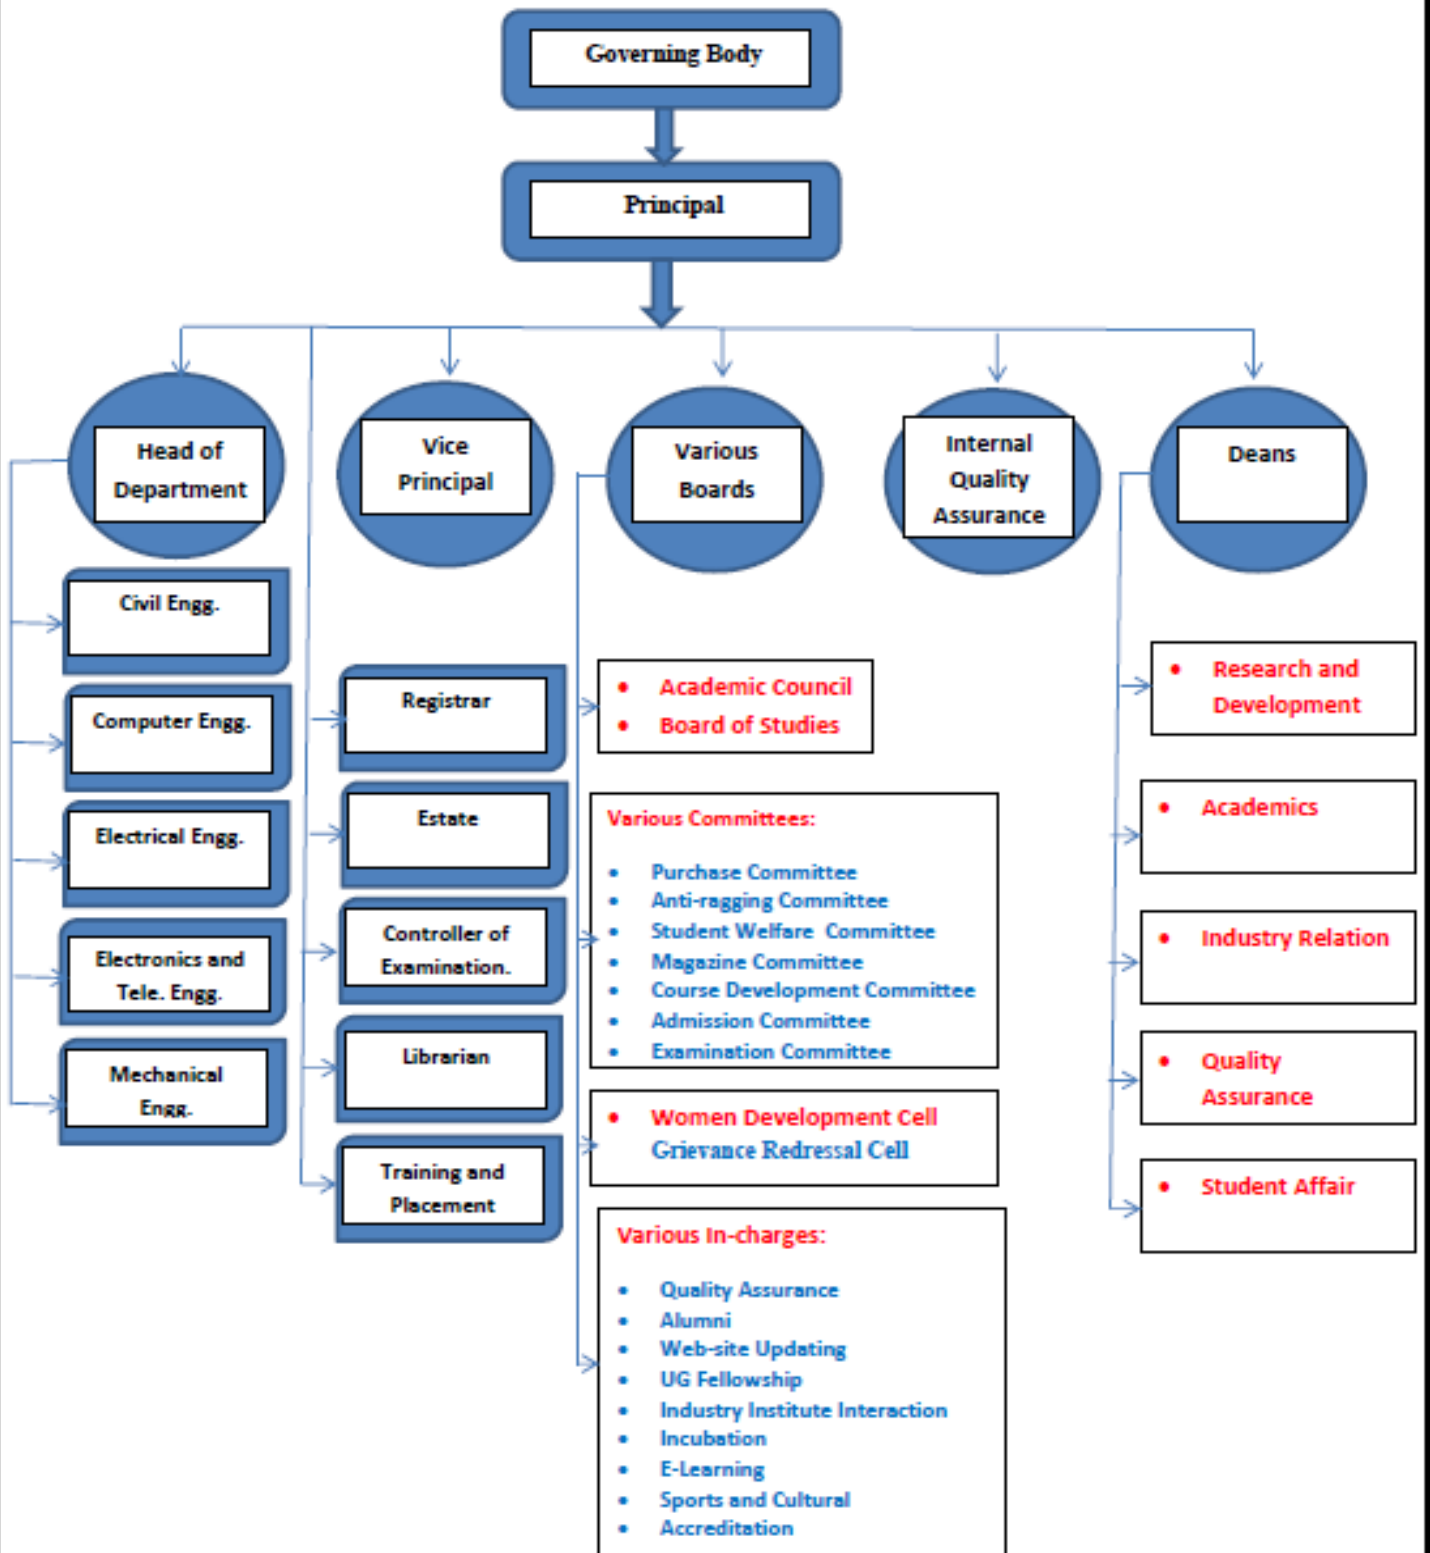 Governing Body
Principal
Head of
Department
Vice
Principal
Various
Boards
Internal
Quality
Assurance
Deans
Civil Engg.
Computer Engg.
Electrical Engg.
Electronics and
Tele. Engg.
Mechanical
Engg.
Registrar
Estate
Controller of
Examination.
Librarian
Training and
Placement
• Academic Council
• Board of Studies
Various Committees:
• Purchase Committee
• Anti-ragging Committee
• Student Welfare Committee
• Magazine Committee
• Course Development Committee
• Admission Committee
• Examination Committee
• Women Development Cell
Grievance Redressal Cell
Various In-charges:
• Quality Assurance
• Alumni
• Web-site Updating
• UG Fellowship
• Industry Institute Interaction
• Incubation
• E-Learning
• Sports and Cultural
• Accreditation
• Research and
Development
• Academics
• Industry Relation
• Quality
Assurance
• Student Affair